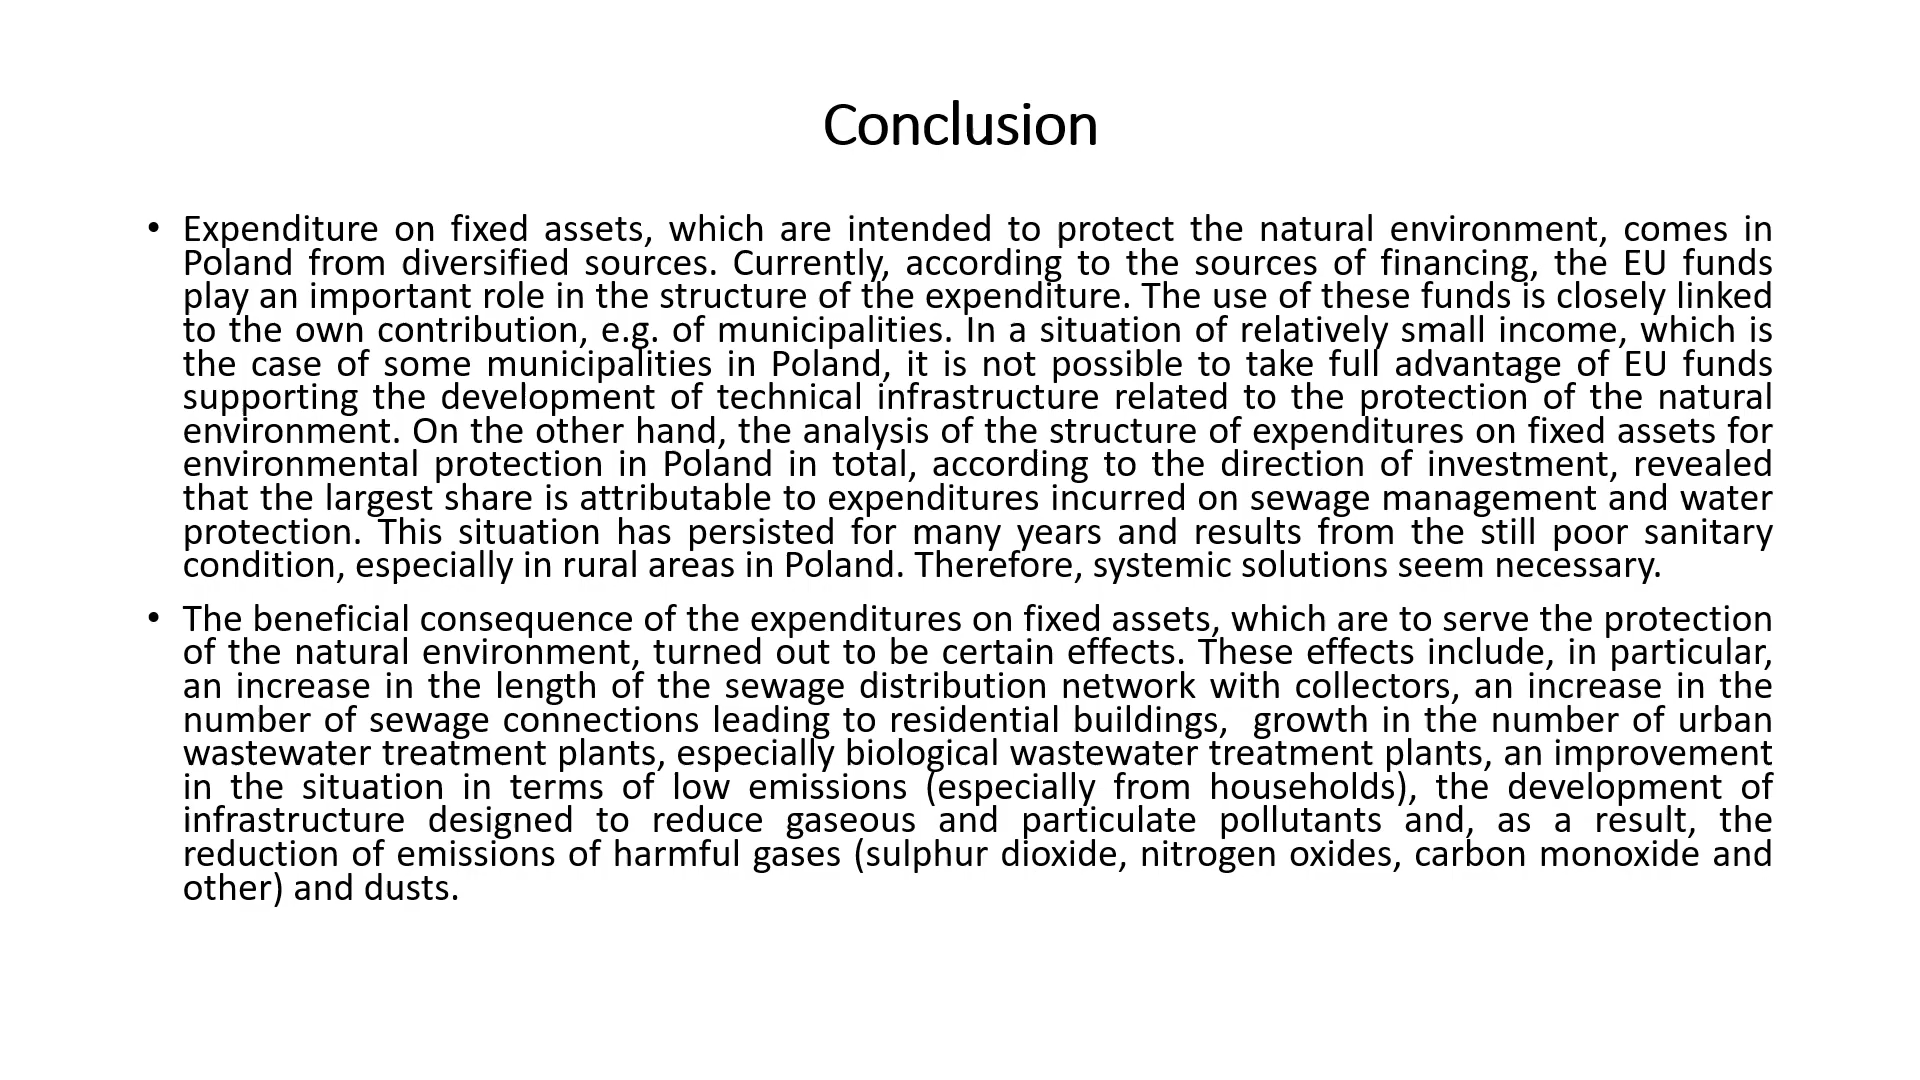 Conclusion
• Expenditure on fixed assets, which are intended to protect the natural environment, comes in
Poland from diversified sources. Currently, according to the sources of financing, the EU funds
play an important role in the structure of the expenditure. The use of these funds is closely linked
to the own contribution, e.g. of municipalities. In a situation of relatively small income, which is
the case of some municipalities in Poland, it is not possible to take full advantage of EU funds
supporting the development of technical infrastructure related to the protection of the natural
environment. On the other hand, the analysis of the structure of expenditures on fixed assets for
environmental protection in Poland in total, according to the direction of investment, revealed
that the largest share is attributable to expenditures incurred on sewage management and water
protection. This situation has persisted for many years and results from the still poor sanitary
condition, especially in rural areas in Poland. Therefore, systemic solutions seem necessary.
• The beneficial consequence of the expenditures on fixed assets, which are to serve the protection
of the natural environment, turned out to be certain effects. These effects include, in particular,
an increase in the length of the sewage distribution network with collectors, an increase in the
number of sewage connections leading to residential buildings,  growth in the number of urban
wastewater treatment plants, especially biological wastewater treatment plants, an improvement
in the situation in terms of low emissions (especially from households), the development of
infrastructure designed to reduce gaseous and particulate pollutants and, as a result, the
reduction of emissions of harmful gases (sulphur dioxide, nitrogen oxides, carbon monoxide and
other) and dusts.